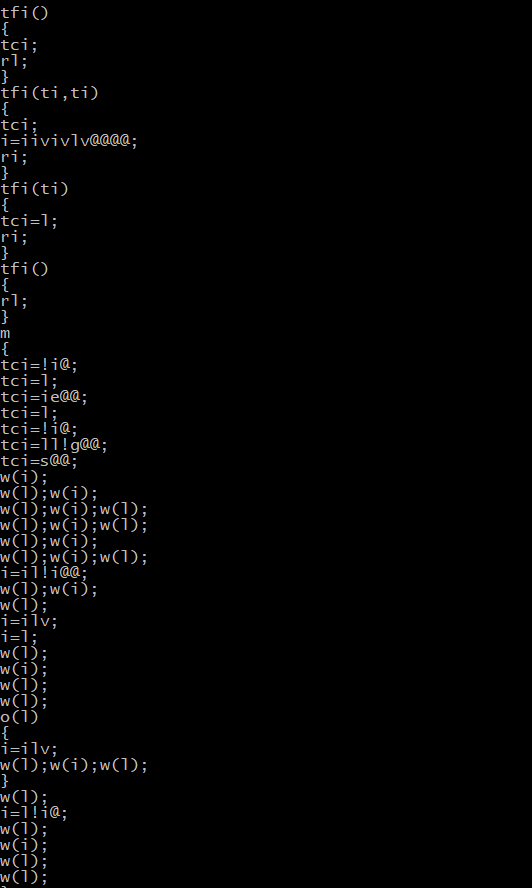 tfi()
{
tci;
rl;
}
tfi(ti,ti)
{
tci;
i=iivivlv@@@@;
ri;
}
tfi(ti)
{
tci=l;
ri;
}
tfi()
{
rl;
}
m
{
tci=!i@;
tci=l;
tci=ie@@;
tci=l;
tci=!i@;
tci=ll!g@@;
tci=s@@;
w(i);
w(l);w(i);
w(l);w(i);w(l);
w(l);w(i);w(l);
w(l);w(i);
w(l);w(i);w(l);
i=il!i@@;
w(l);w(i);
w(l);
i=ilv;
i=l;
w(l);
w(i);
w(l);
w(l);
o(l)
{
i=ilv;
w(l);w(i);w(l);
}
w(l);
i=l!i@;
w(l);
w(i);
w(l);
w(l);